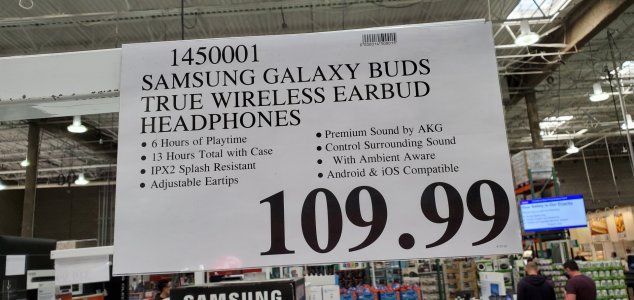 1450001
SAMSUNG GALAXY BUDS
TRUE WIRELESS EARBUD
HEADPHONES
• 6 Hours of Playtime
• 13 Hours Total with Case
• IPX2 Splash Resistant
• Adjustable Eartips
• Premium Sound by AKG
• Control Surrounding Sound
• With Ambient Aware
• Android & iOS Compatible
109.99
SAMSUNG